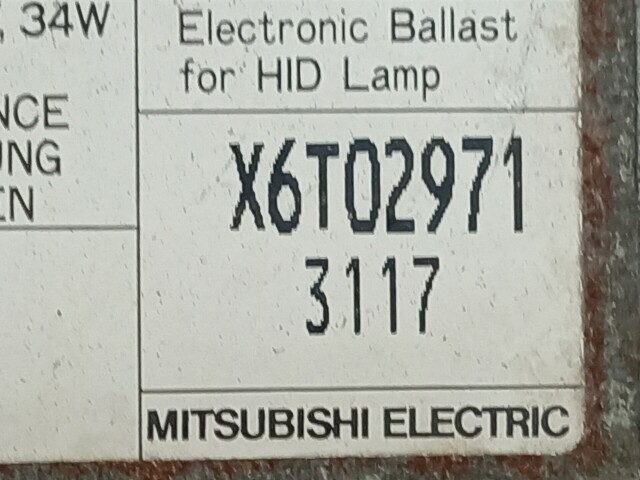 , 34W
Electronic Ballast
for HID Lamp
NCE
UNG
EN
X6T02971
3117
MITSUBISHI ELECTRIC